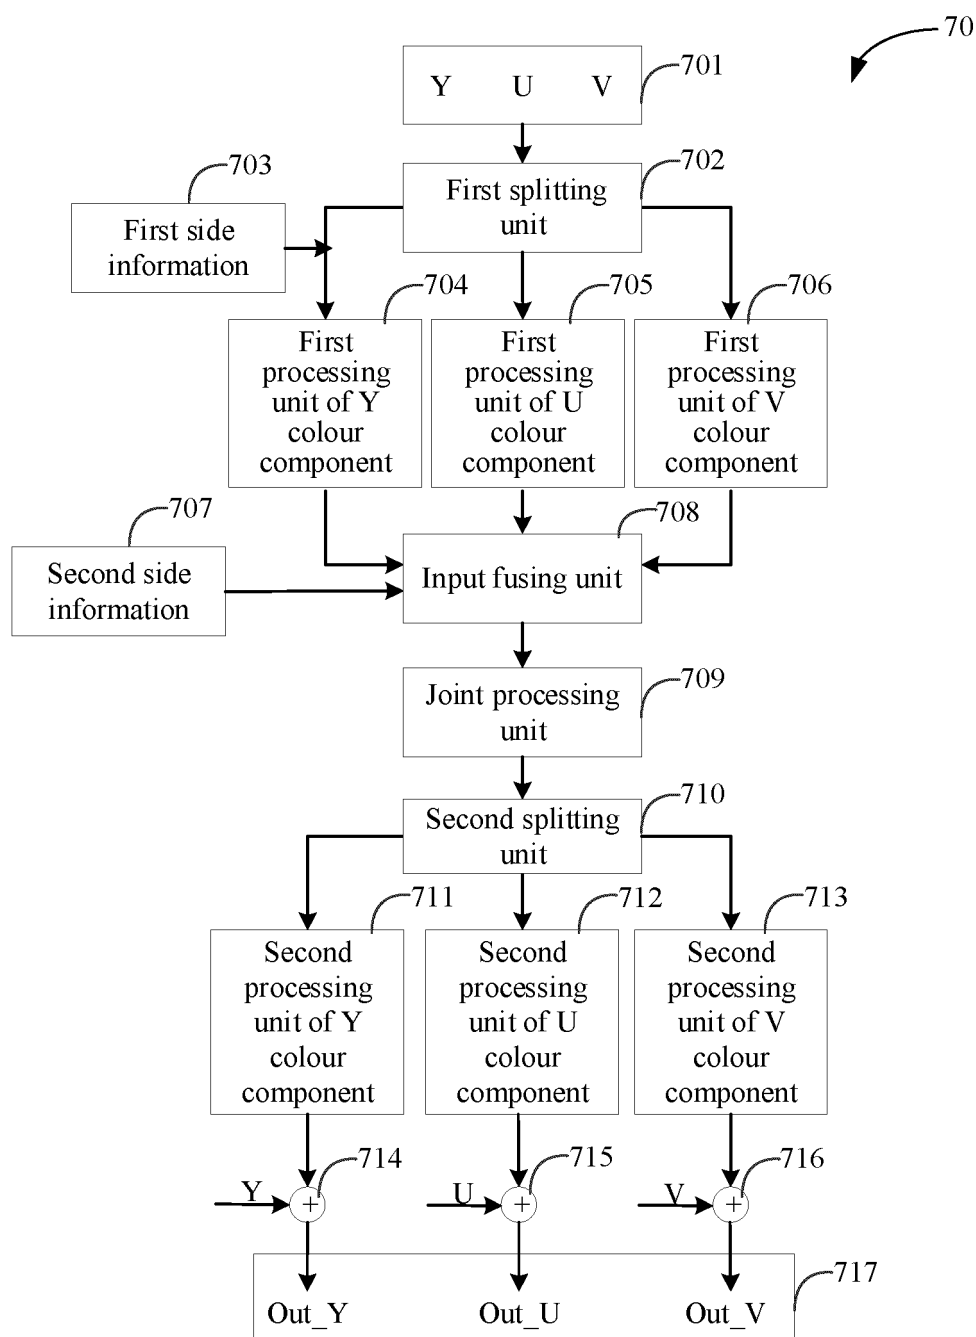 70
701
Y U V
702
First splitting
unit
703
First side
information
704
705
706
First
processing
unit of Y
colour
component
First
processing
unit of U
colour
component
First
processing
unit of V
colour
component
707
Second side
information
708
Input fusing unit
709
Joint processing
unit
710
Second splitting
unit
711
712
713
Second
processing
unit of Y
colour
component
Second
processing
unit of U
colour
component
Second
processing
unit of V
colour
component
714
715
716
Y
+
U
+
V
+
717
Out_Y
Out_U
Out_V